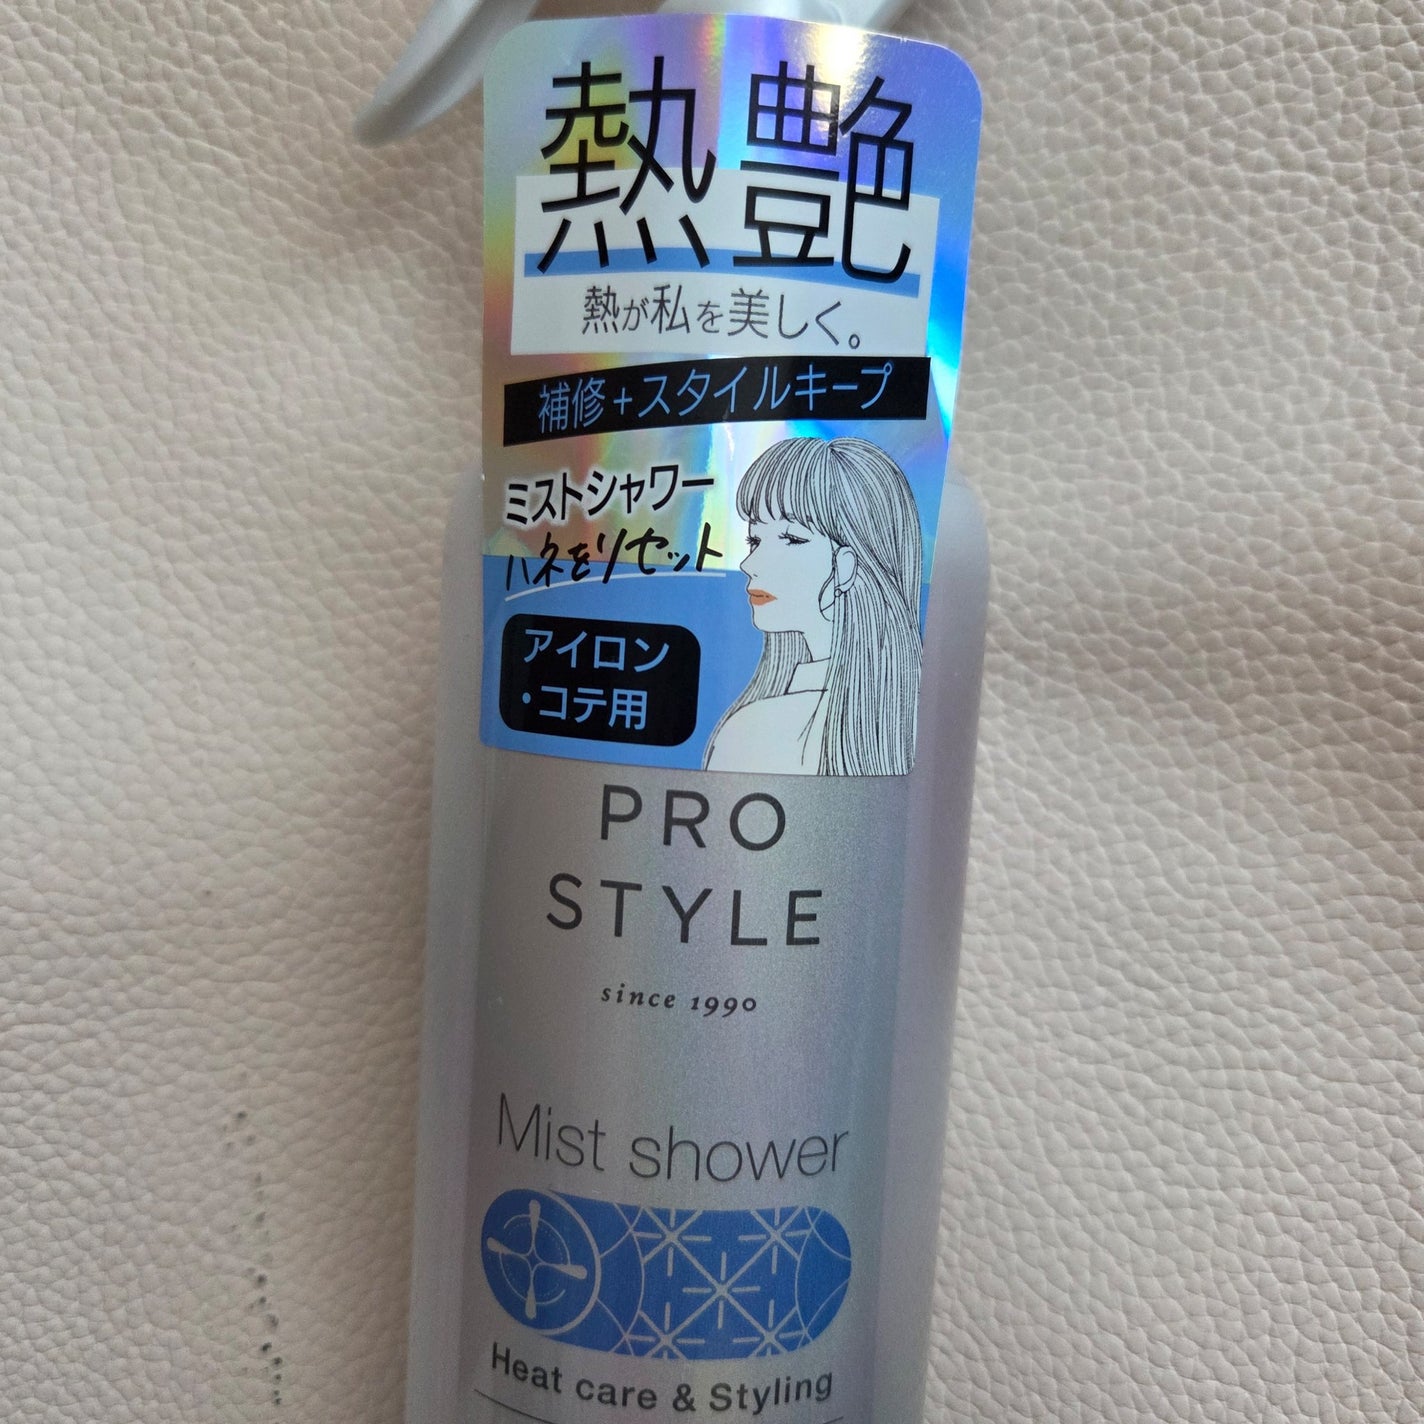 熱艶
熱が私を美しく。
補修+スタイルキープ
ミストシャワー
ハネをリセット
アイロン
・コテ用
PRO
STYLE
since 1990
Mist shower
Heat care & Styling